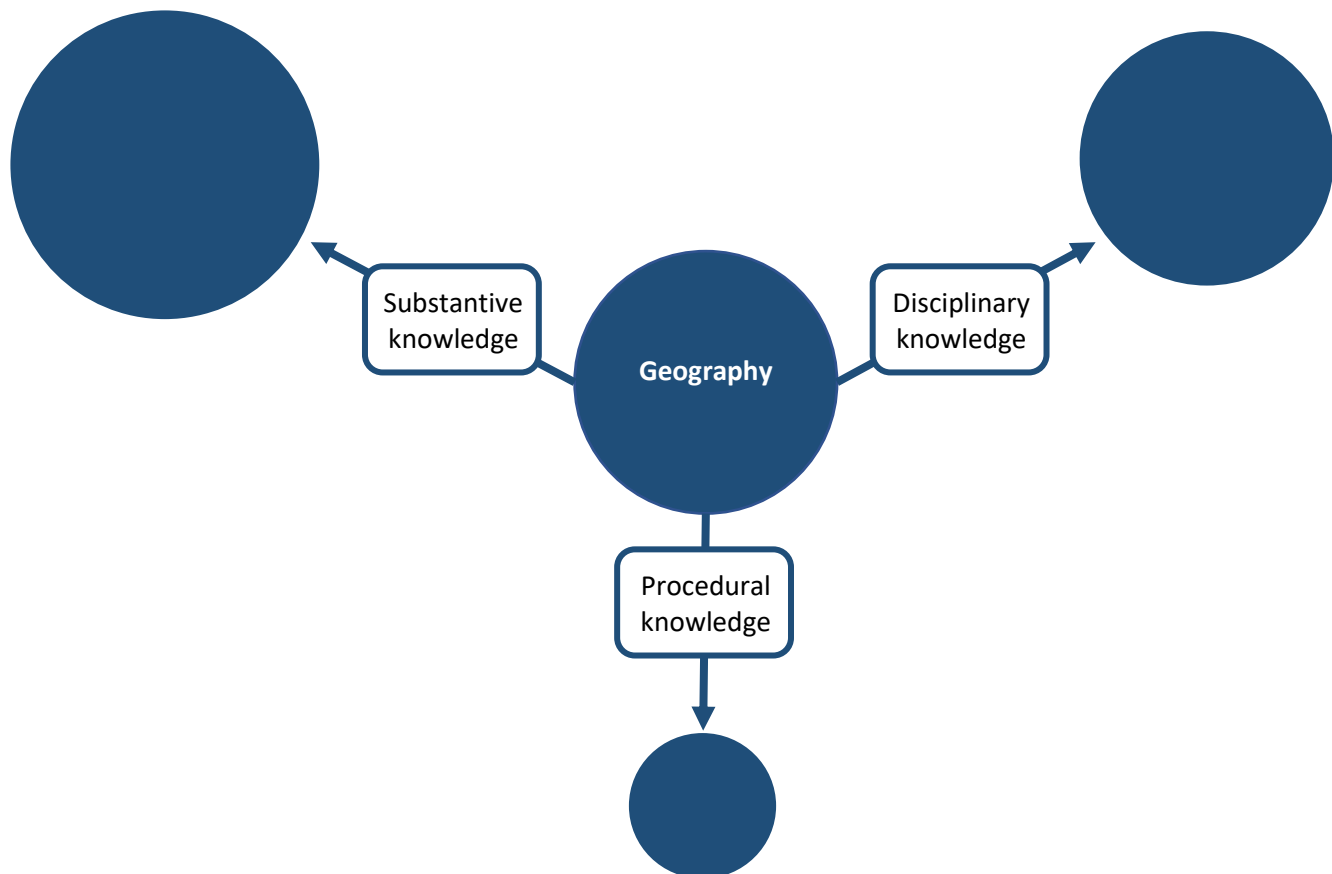 Substantive
knowledge
Geography
Disciplinary
knowledge
Procedural
knowledge